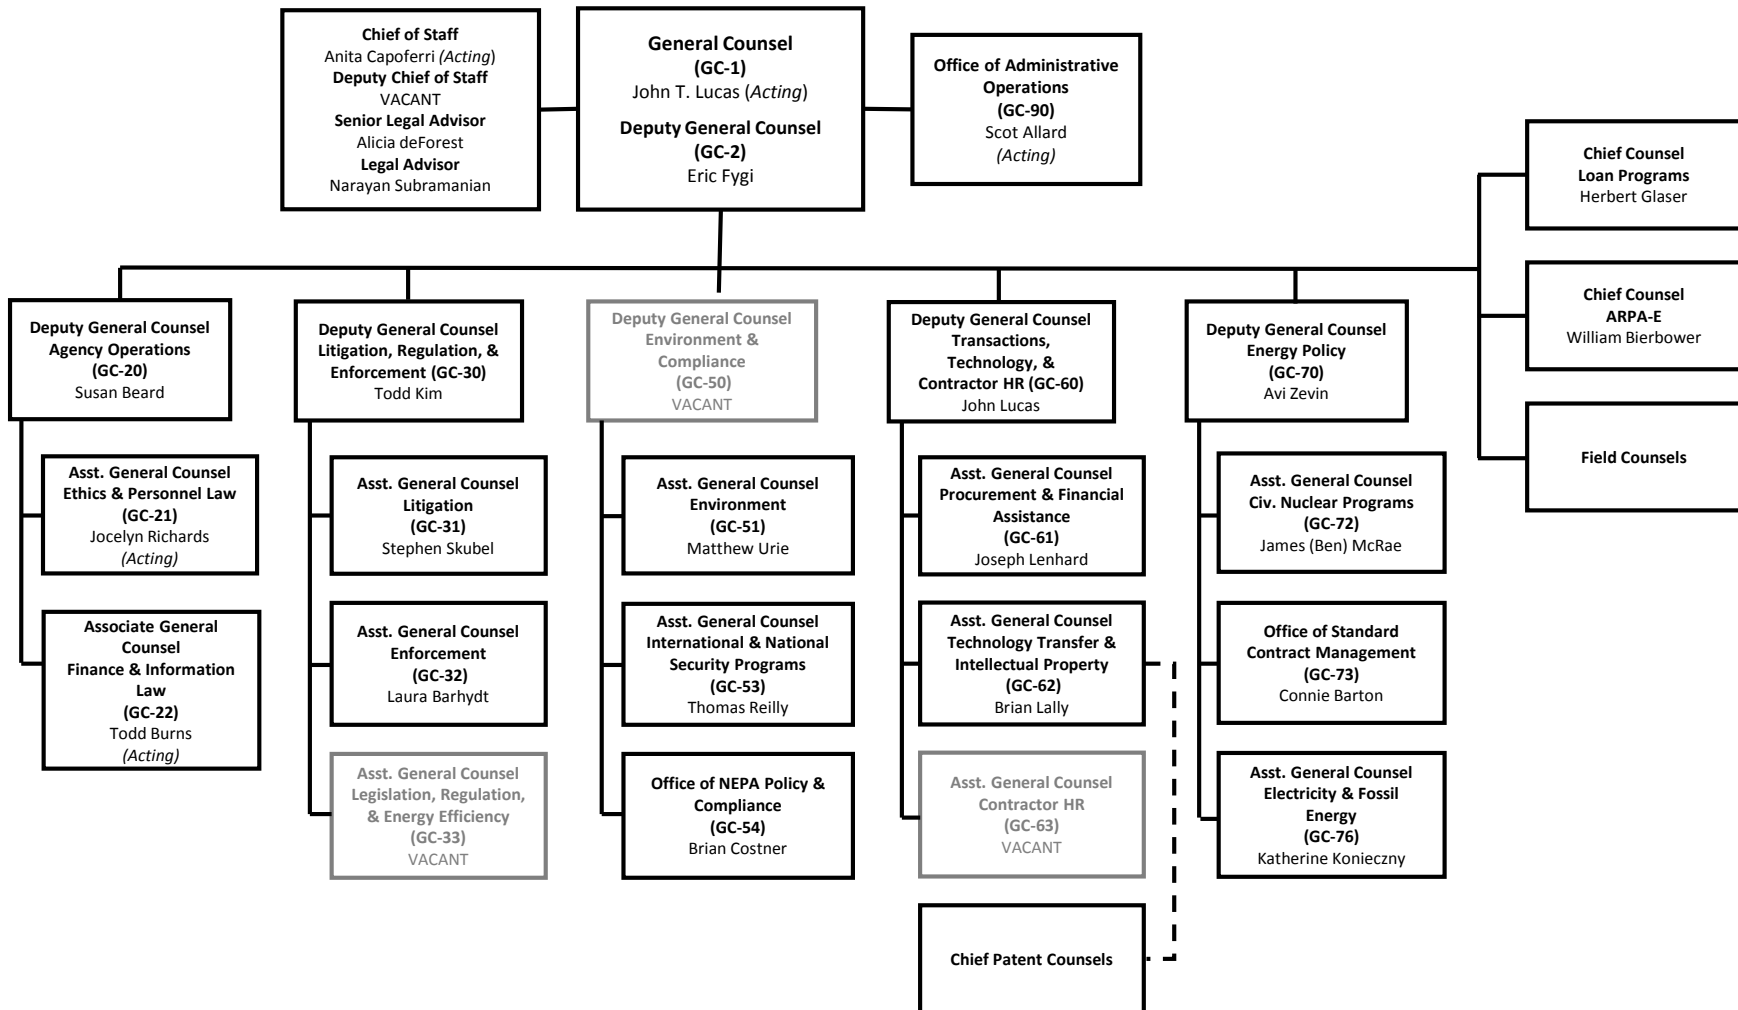 Chief of Staff
Anita Capoferri (Acting)
Deputy Chief of Staff
VACANT
Senior Legal Advisor
Alicia deForest
Legal Advisor
Narayan Subramanian
General Counsel
(GC-1)
John T. Lucas (Acting)
Deputy General Counsel
(GC-2)
Eric Fygi
Office of Administrative
Operations
(GC-90)
Scot Allard
(Acting)
Chief Counsel
Loan Programs
Herbert Glaser
Chief Counsel
ARPA-E
William Bierbower
Field Counsels
Deputy General Counsel
Agency Operations
(GC-20)
Susan Beard
Asst. General Counsel
Ethics & Personnel Law
(GC-21)
Jocelyn Richards
(Acting)
Associate General
Counsel
Finance & Information
Law
(GC-22)
Todd Burns
(Acting)
Deputy General Counsel
Litigation, Regulation, &
Enforcement (GC-30)
Todd Kim
Asst. General Counsel
Litigation
(GC-31)
Stephen Skubel
Asst. General Counsel
Enforcement
(GC-32)
Laura Barhydt
Asst. General Counsel
Legislation, Regulation,
& Energy Efficiency
(GC-33)
VACANT
Deputy General Counsel
Environment &
Compliance
(GC-50)
VACANT
Asst. General Counsel
Environment
(GC-51)
Matthew Urie
Asst. General Counsel
International & National
Security Programs
(GC-53)
Thomas Reilly
Office of NEPA Policy &
Compliance
(GC-54)
Brian Costner
Deputy General Counsel
Transactions,
Technology, &
Contractor HR (GC-60)
John Lucas
Asst. General Counsel
Procurement & Financial
Assistance
(GC-61)
Joseph Lenhard
Asst. General Counsel
Technology Transfer &
Intellectual Property
(GC-62)
Brian Lally
Asst. General Counsel
Contractor HR
(GC-63)
VACANT
Chief Patent Counsels
Deputy General Counsel
Energy Policy
(GC-70)
Avi Zevin
Asst. General Counsel
Civ. Nuclear Programs
(GC-72)
James (Ben) McRae
Office of Standard
Contract Management
(GC-73)
Connie Barton
Asst. General Counsel
Electricity & Fossil
Energy
(GC-76)
Katherine Konieczny